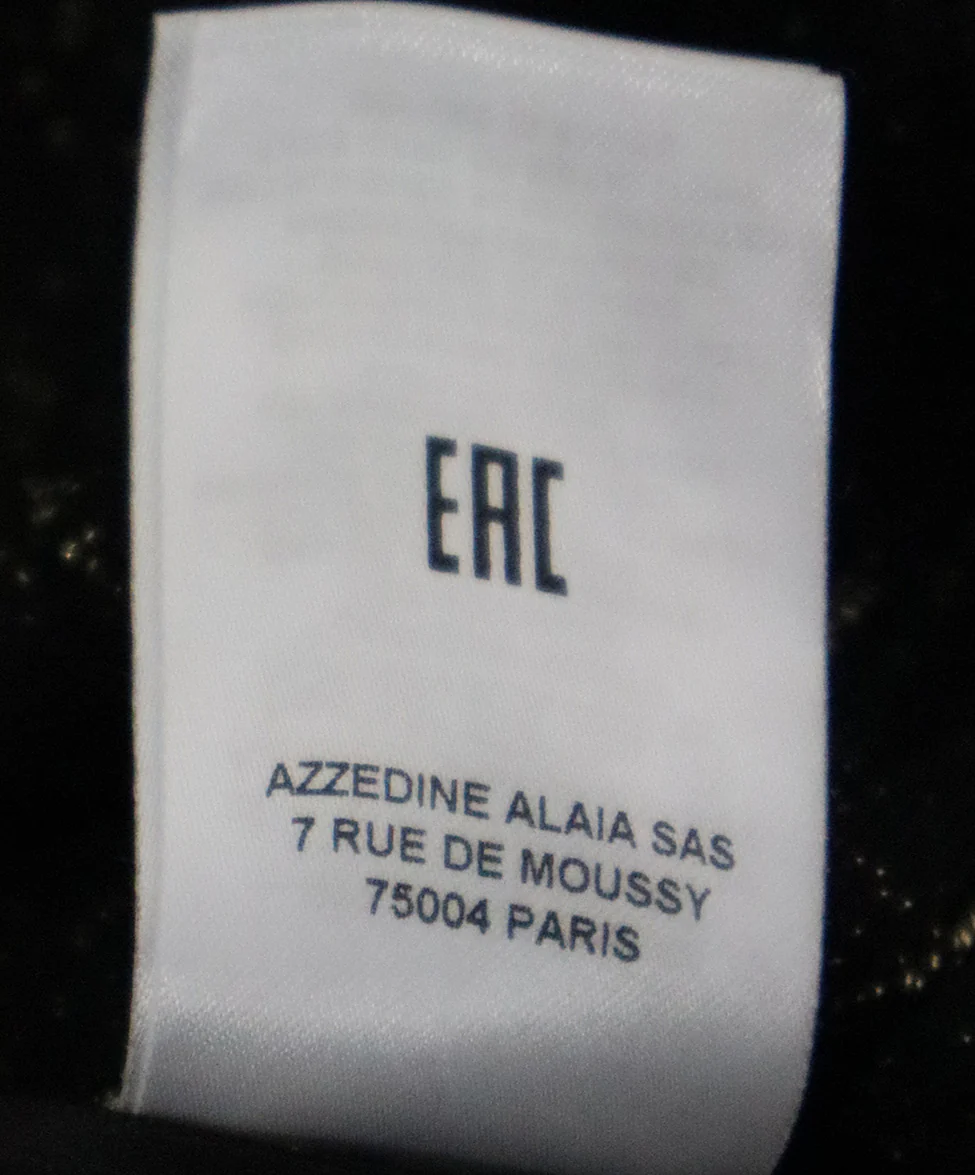 EAC
AZZEDINE ALAIA SAS
7 RUE DE MOUSSY
75004 PARIS